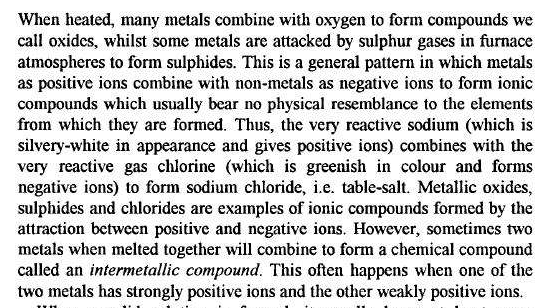 When heated, many metals combine with oxygen to form compounds we
call oxides, whilst some metals are attacked by sulphur gases in furnace
atmospheres to form sulphides. This is a general pattern in which metals
as positive ions combine with non-metals as negative ions to form ionic
compounds which usually bear no physical resemblance to the elements
from which they are formed. Thus, the very reactive sodium (which is
silvery-white in appearance and gives positive ions) combines with the
very reactive gas chlorine (which is greenish in colour and forms
negative ions) to form sodium chloride, i.e. table-salt. Metallic oxides,
sulphides and chlorides are examples of ionic compounds formed by the
attraction between positive and negative ions. However, sometimes two
metals when melted together will combine to form a chemical compound
called an intermetallic compound. This often happens when one of the
two metals has strongly positive ions and the other weakly positive ions.